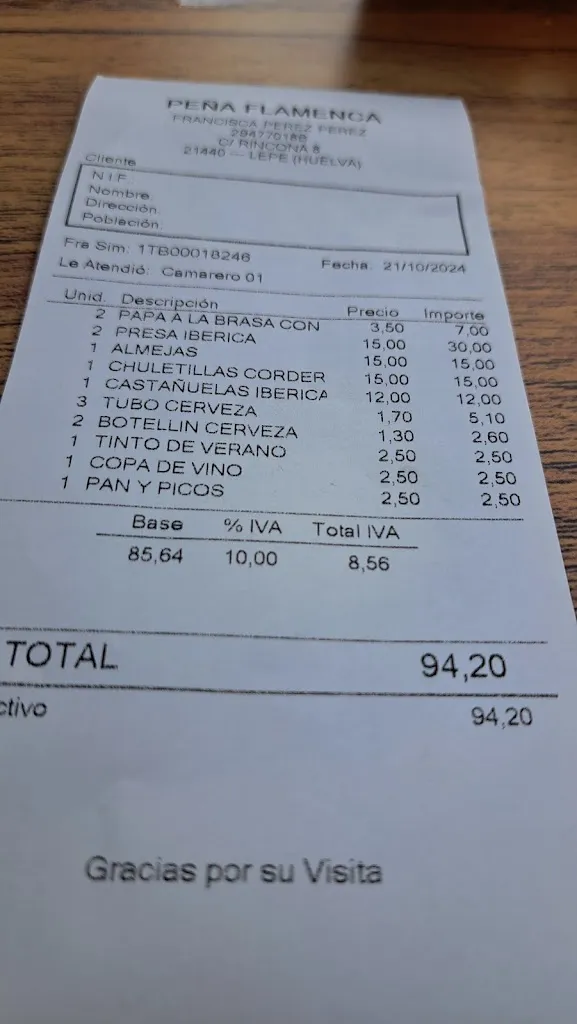 PEÑA FLAMENCA
FRANCISCA PEREZ PEREZ
29477018B
C/ RINCONA 8
21440 -- LEPE (HUELVA)
Cliente
N I F
Nombre
Dirección
Población
Fra Sim: 1TB00018246 Fecha: 21/10/2024
Le Atendió: Camarero 01
Unid. Descripción Precio Importe
2 PAPA A LA BRASA CON 3,50 7,00
2 PRESA IBERICA 15,00 30,00
1 ALMEJAS 15,00 15,00
1 CHULETILLAS CORDER 15,00 15,00
1 CASTAÑUELAS IBERICA 12,00 12,00
3 TUBO CERVEZA 1,70 5,10
2 BOTELLIN CERVEZA 1,30 2,60
1 TINTO DE VERANO 2,50 2,50
1 COPA DE VINO 2,50 2,50
1 PAN Y PICOS 2,50 2,50
Base % IVA Total IVA
85,64 10,00 8,56
TOTAL 94,20
ctivo 94,20
Gracias por su Visita